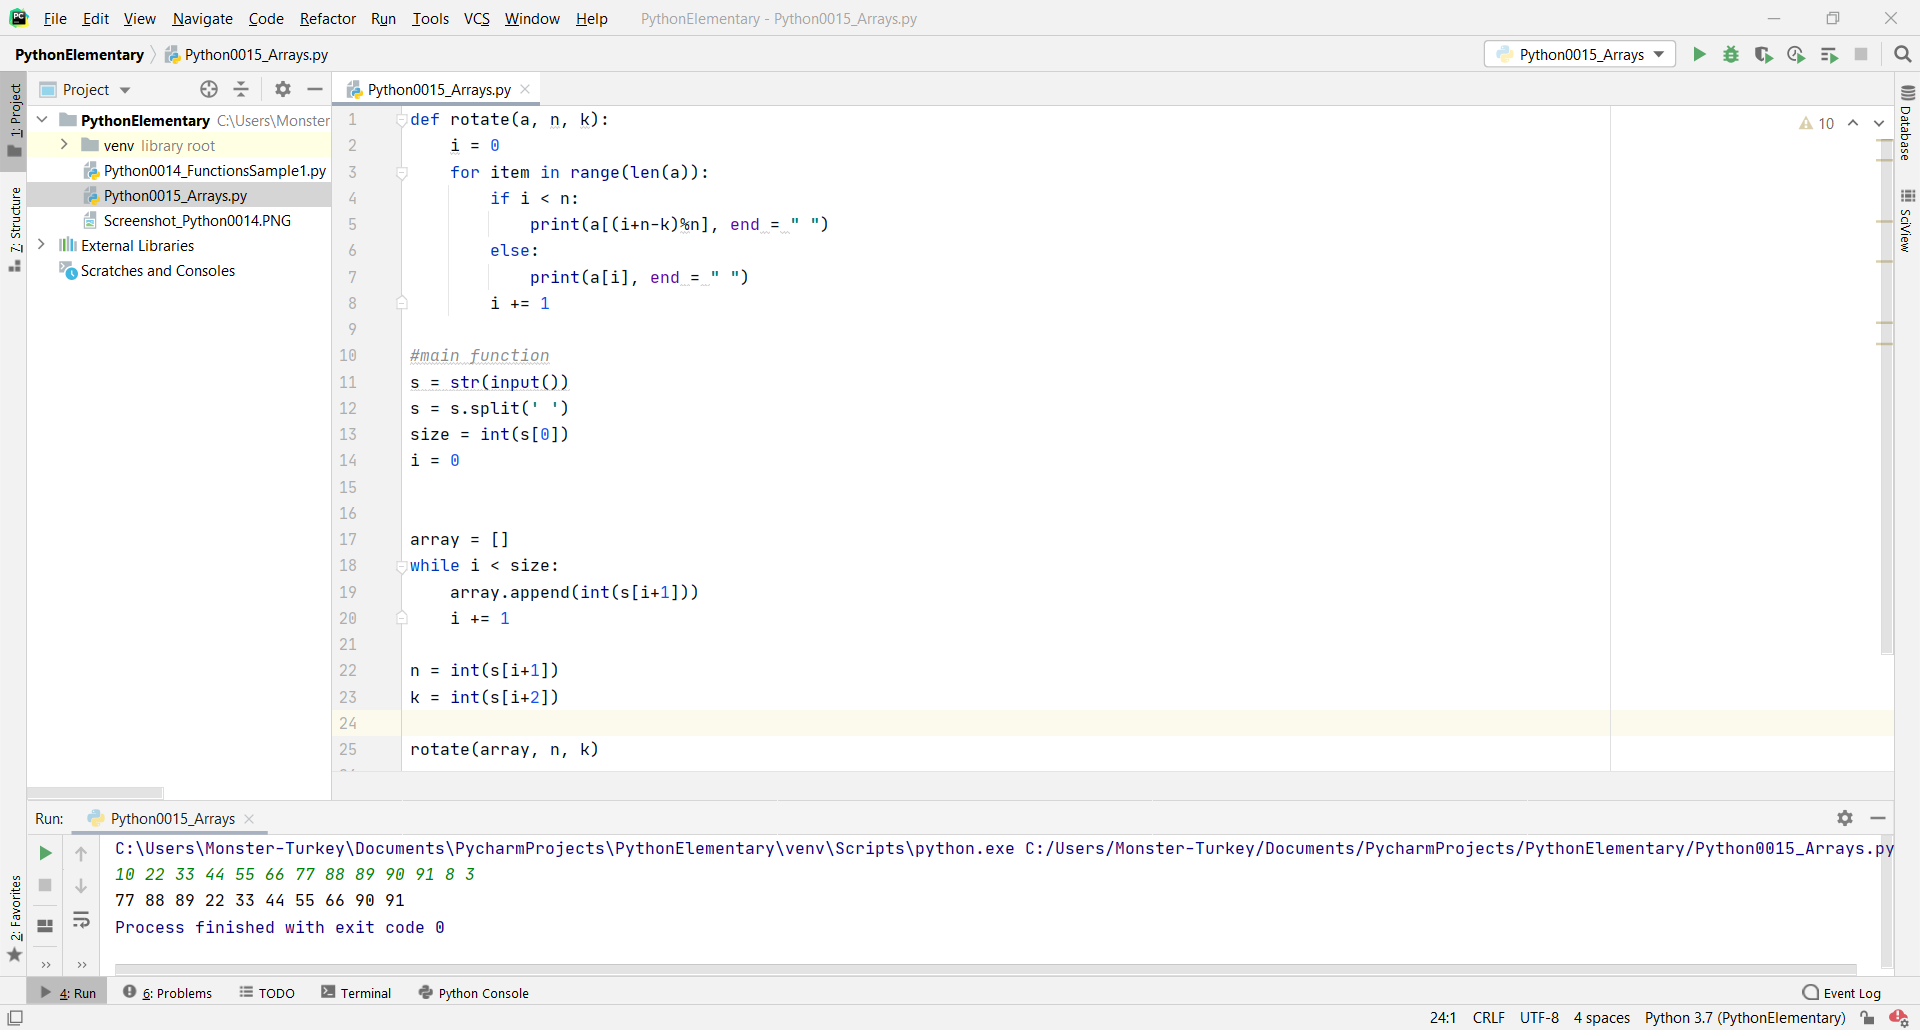 File Edit View Navigate Code Refactor Run Tools VCS Window Help PythonElementary - Python0015_Arrays.py
PythonElementary Python0015_Arrays.py Python0015_Arrays
1: Project
7: Structure
2: Favorites
Project
PythonElementary C:\Users\Monster
venv library root
Python0014_FunctionsSample1.py
Python0015_Arrays.py
Screenshot_Python0014.PNG
External Libraries
Scratches and Consoles
Python0015_Arrays.py
10
Database
SciView
1 def rotate(a, n, k):
2     i = 0
3     for item in range(len(a)):
4         if i < n:
5             print(a[(i+n-k)%n], end = " ")
6         else:
7             print(a[i], end = " ")
8         i += 1
9
10 #main function
11 s = str(input())
12 s = s.split(' ')
13 size = int(s[0])
14 i = 0
15
16
17 array = []
18 while i < size:
19     array.append(int(s[i+1]))
20     i += 1
21
22 n = int(s[i+1])
23 k = int(s[i+2])
24
25 rotate(array, n, k)
Run: Python0015_Arrays
C:\Users\Monster-Turkey\Documents\PycharmProjects\PythonElementary\venv\Scripts\python.exe C:/Users/Monster-Turkey/Documents/PycharmProjects/PythonElementary/Python0015_Arrays.py
10 22 33 44 55 66 77 88 89 90 91 8 3
77 88 89 22 33 44 55 66 90 91
Process finished with exit code 0
4: Run 6: Problems TODO Terminal Python Console Event Log
24:1 CRLF UTF-8 4 spaces Python 3.7 (PythonElementary)